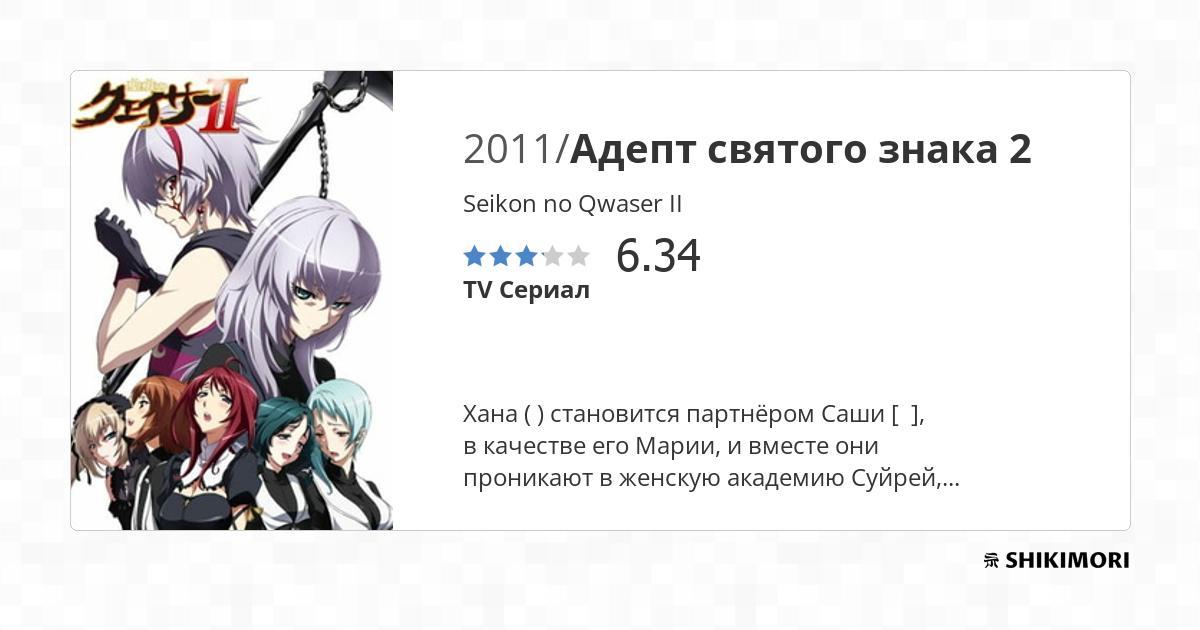 クェイサーII
2011/Адепт святого знака 2
Seikon no Qwaser II
6.34
TV Сериал
Хана ( ) становится партнёром Саши [  ],
в качестве его Марии, и вместе они
проникают в женскую академию Суйрей,...
SHIKIMORI